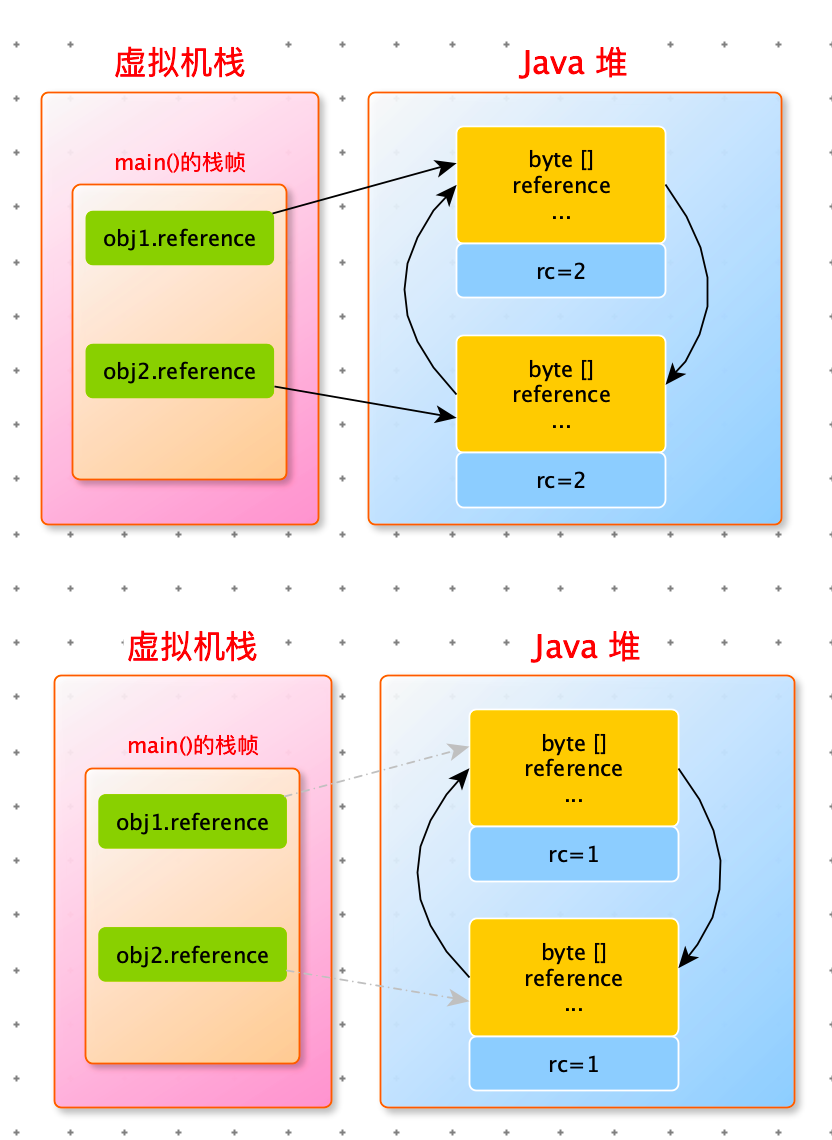 虚拟机栈
Java 堆
main()的栈帧
obj1.reference
obj2.reference
byte []
reference
...
rc=2
byte []
reference
...
rc=2
虚拟机栈
Java 堆
main()的栈帧
obj1.reference
obj2.reference
byte []
reference
...
rc=1
byte []
reference
...
rc=1